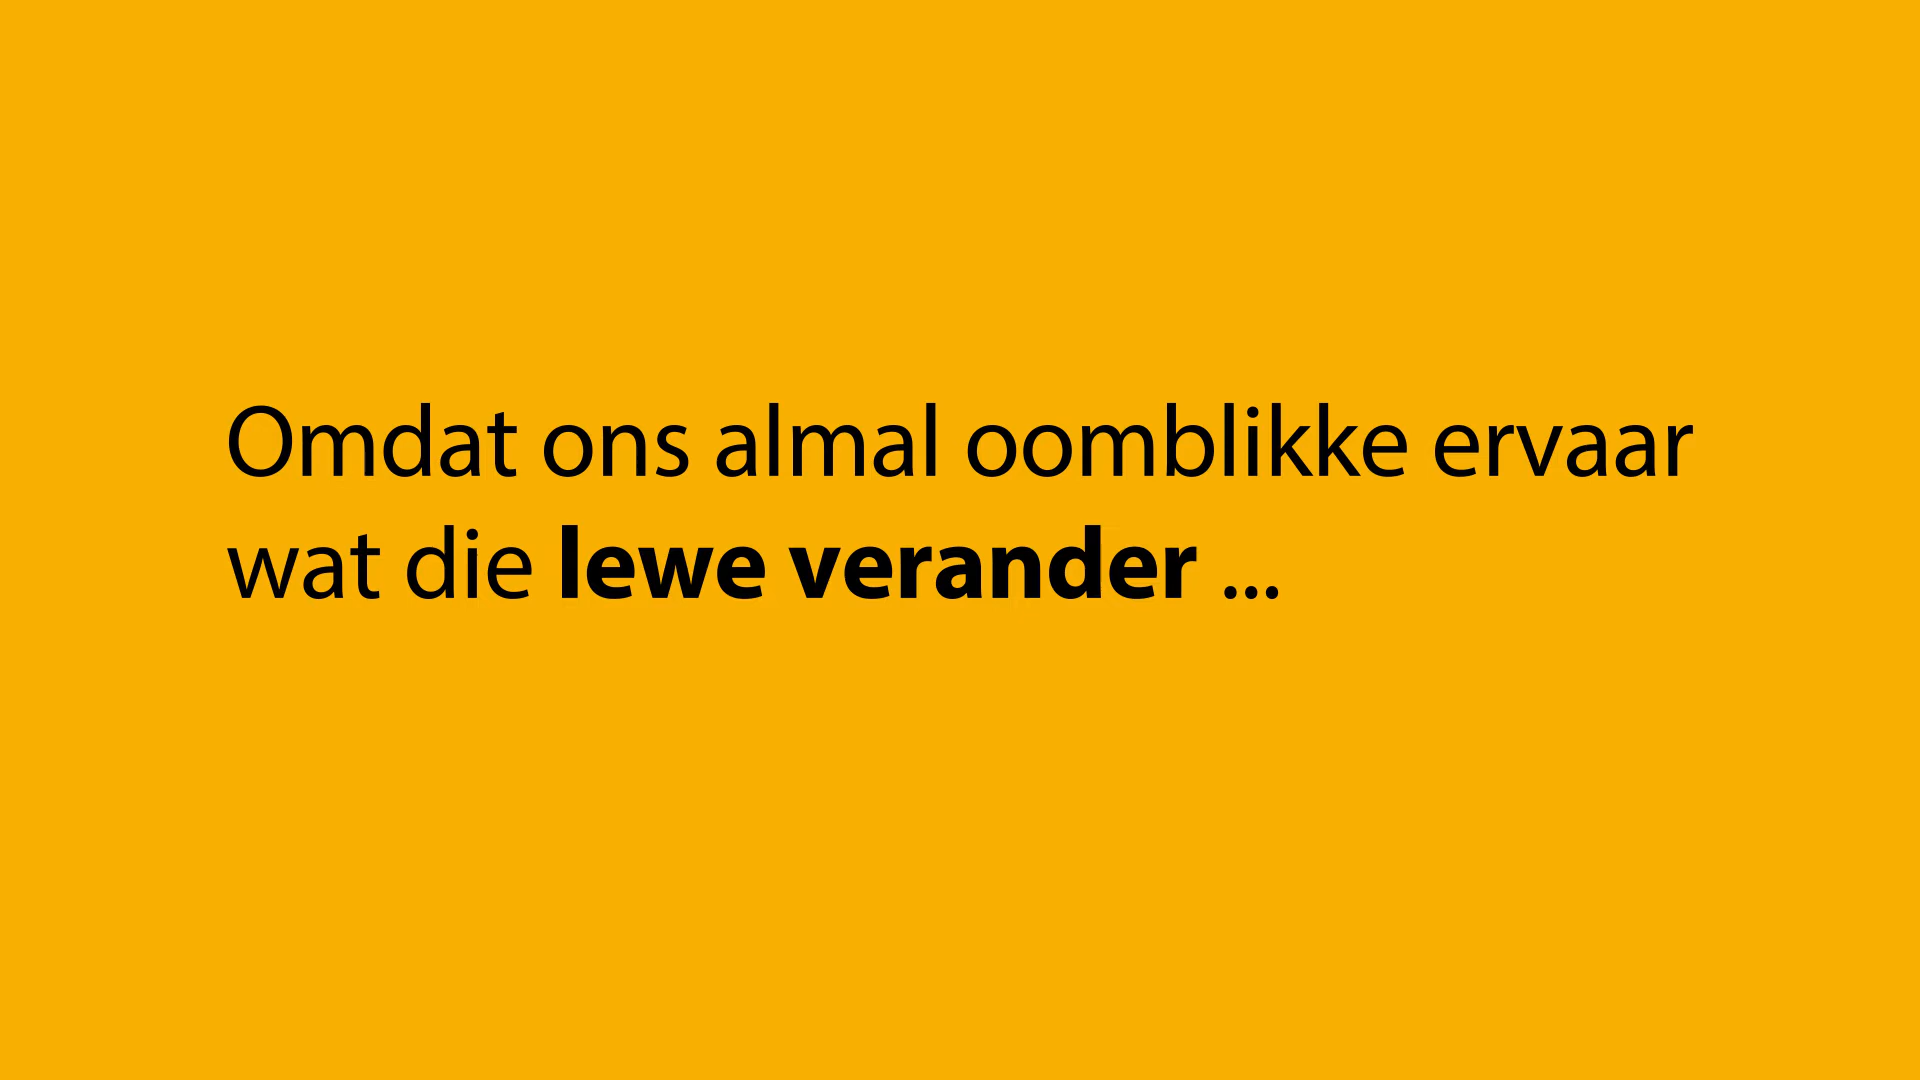 Omdat ons almal oomblikke ervaar
wat die lewe verander ...